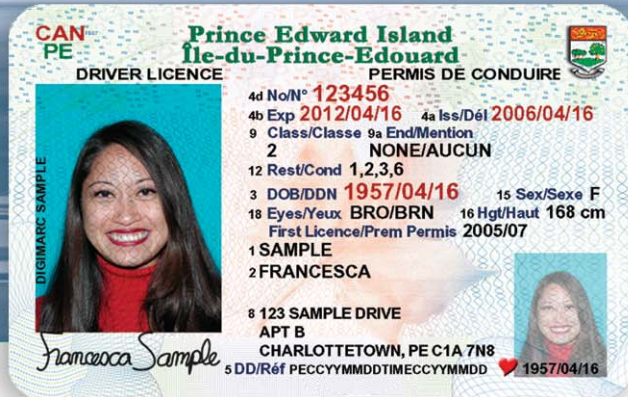 CAN
PE
Prince Edward Island
Île-du-Prince-Edouard
DRIVER LICENCE PERMIS DE CONDUIRE
4d No/N° 123456
4b Exp 2012/04/16 4a Iss/Dél 2006/04/16
9 Class/Classe 9a End/Mention
2 NONE/AUCUN
12 Rest/Cond 1,2,3,6
3 DOB/DDN 1957/04/16 15 Sex/Sexe F
18 Eyes/Yeux BRO/BRN 16 Hgt/Haut 168 cm
First Licence/Prem Permis 2005/07
1 SAMPLE
2 FRANCESCA
8 123 SAMPLE DRIVE
APT B
CHARLOTTETOWN, PE C1A 7N8
5 DD/Réf PECCYYMMDDTIMECCYYMMDD 1957/04/16
DIGIMARC SAMPLE
Francesca Sample